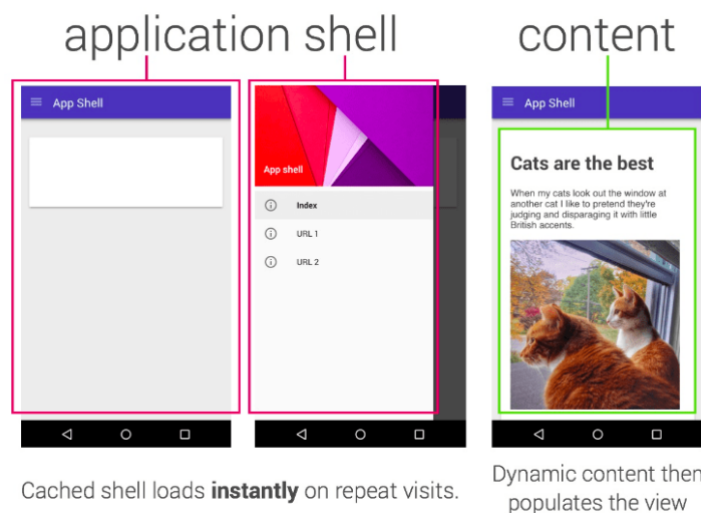 application shell
content
App Shell
App shell
Index
URL 1
URL 2
App Shell
Cats are the best
When my cats look out the window at
another cat I like to pretend they're
judging and disparaging it with little
British accents.
Cached shell loads instantly on repeat visits.
Dynamic content then
populates the view